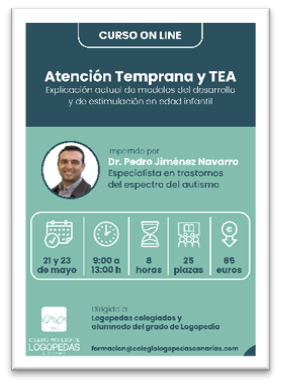 CURSO ON LINE
Atención Temprana y TEA
Explicación actual de modelos del desarrollo
y de estimulación en edad infantil
Impartido por
Dr. Pedro Jiménez Navarro
Especialista en trastornos
del espectro del autismo
21 y 23
de mayo
9:00 a
13:00 h
8
horas
25
plazas
85
euros
LOGOPEDAS
Dirigido a
Logopedas colegiados y
alumnado del grado de Logopedia
formacion@colegiologopedascanarias.com